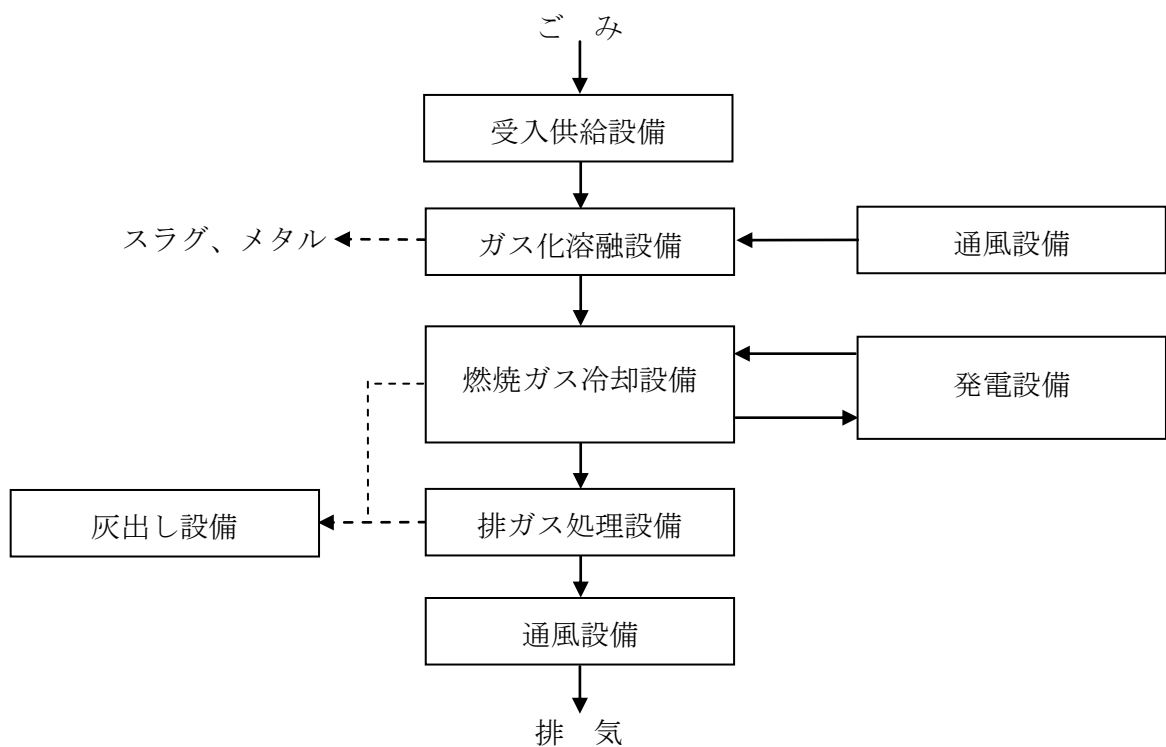 ご み
受入供給設備
スラグ、メタル
ガス化溶融設備
通風設備
燃焼ガス冷却設備
発電設備
灰出し設備
排ガス処理設備
通風設備
排 気